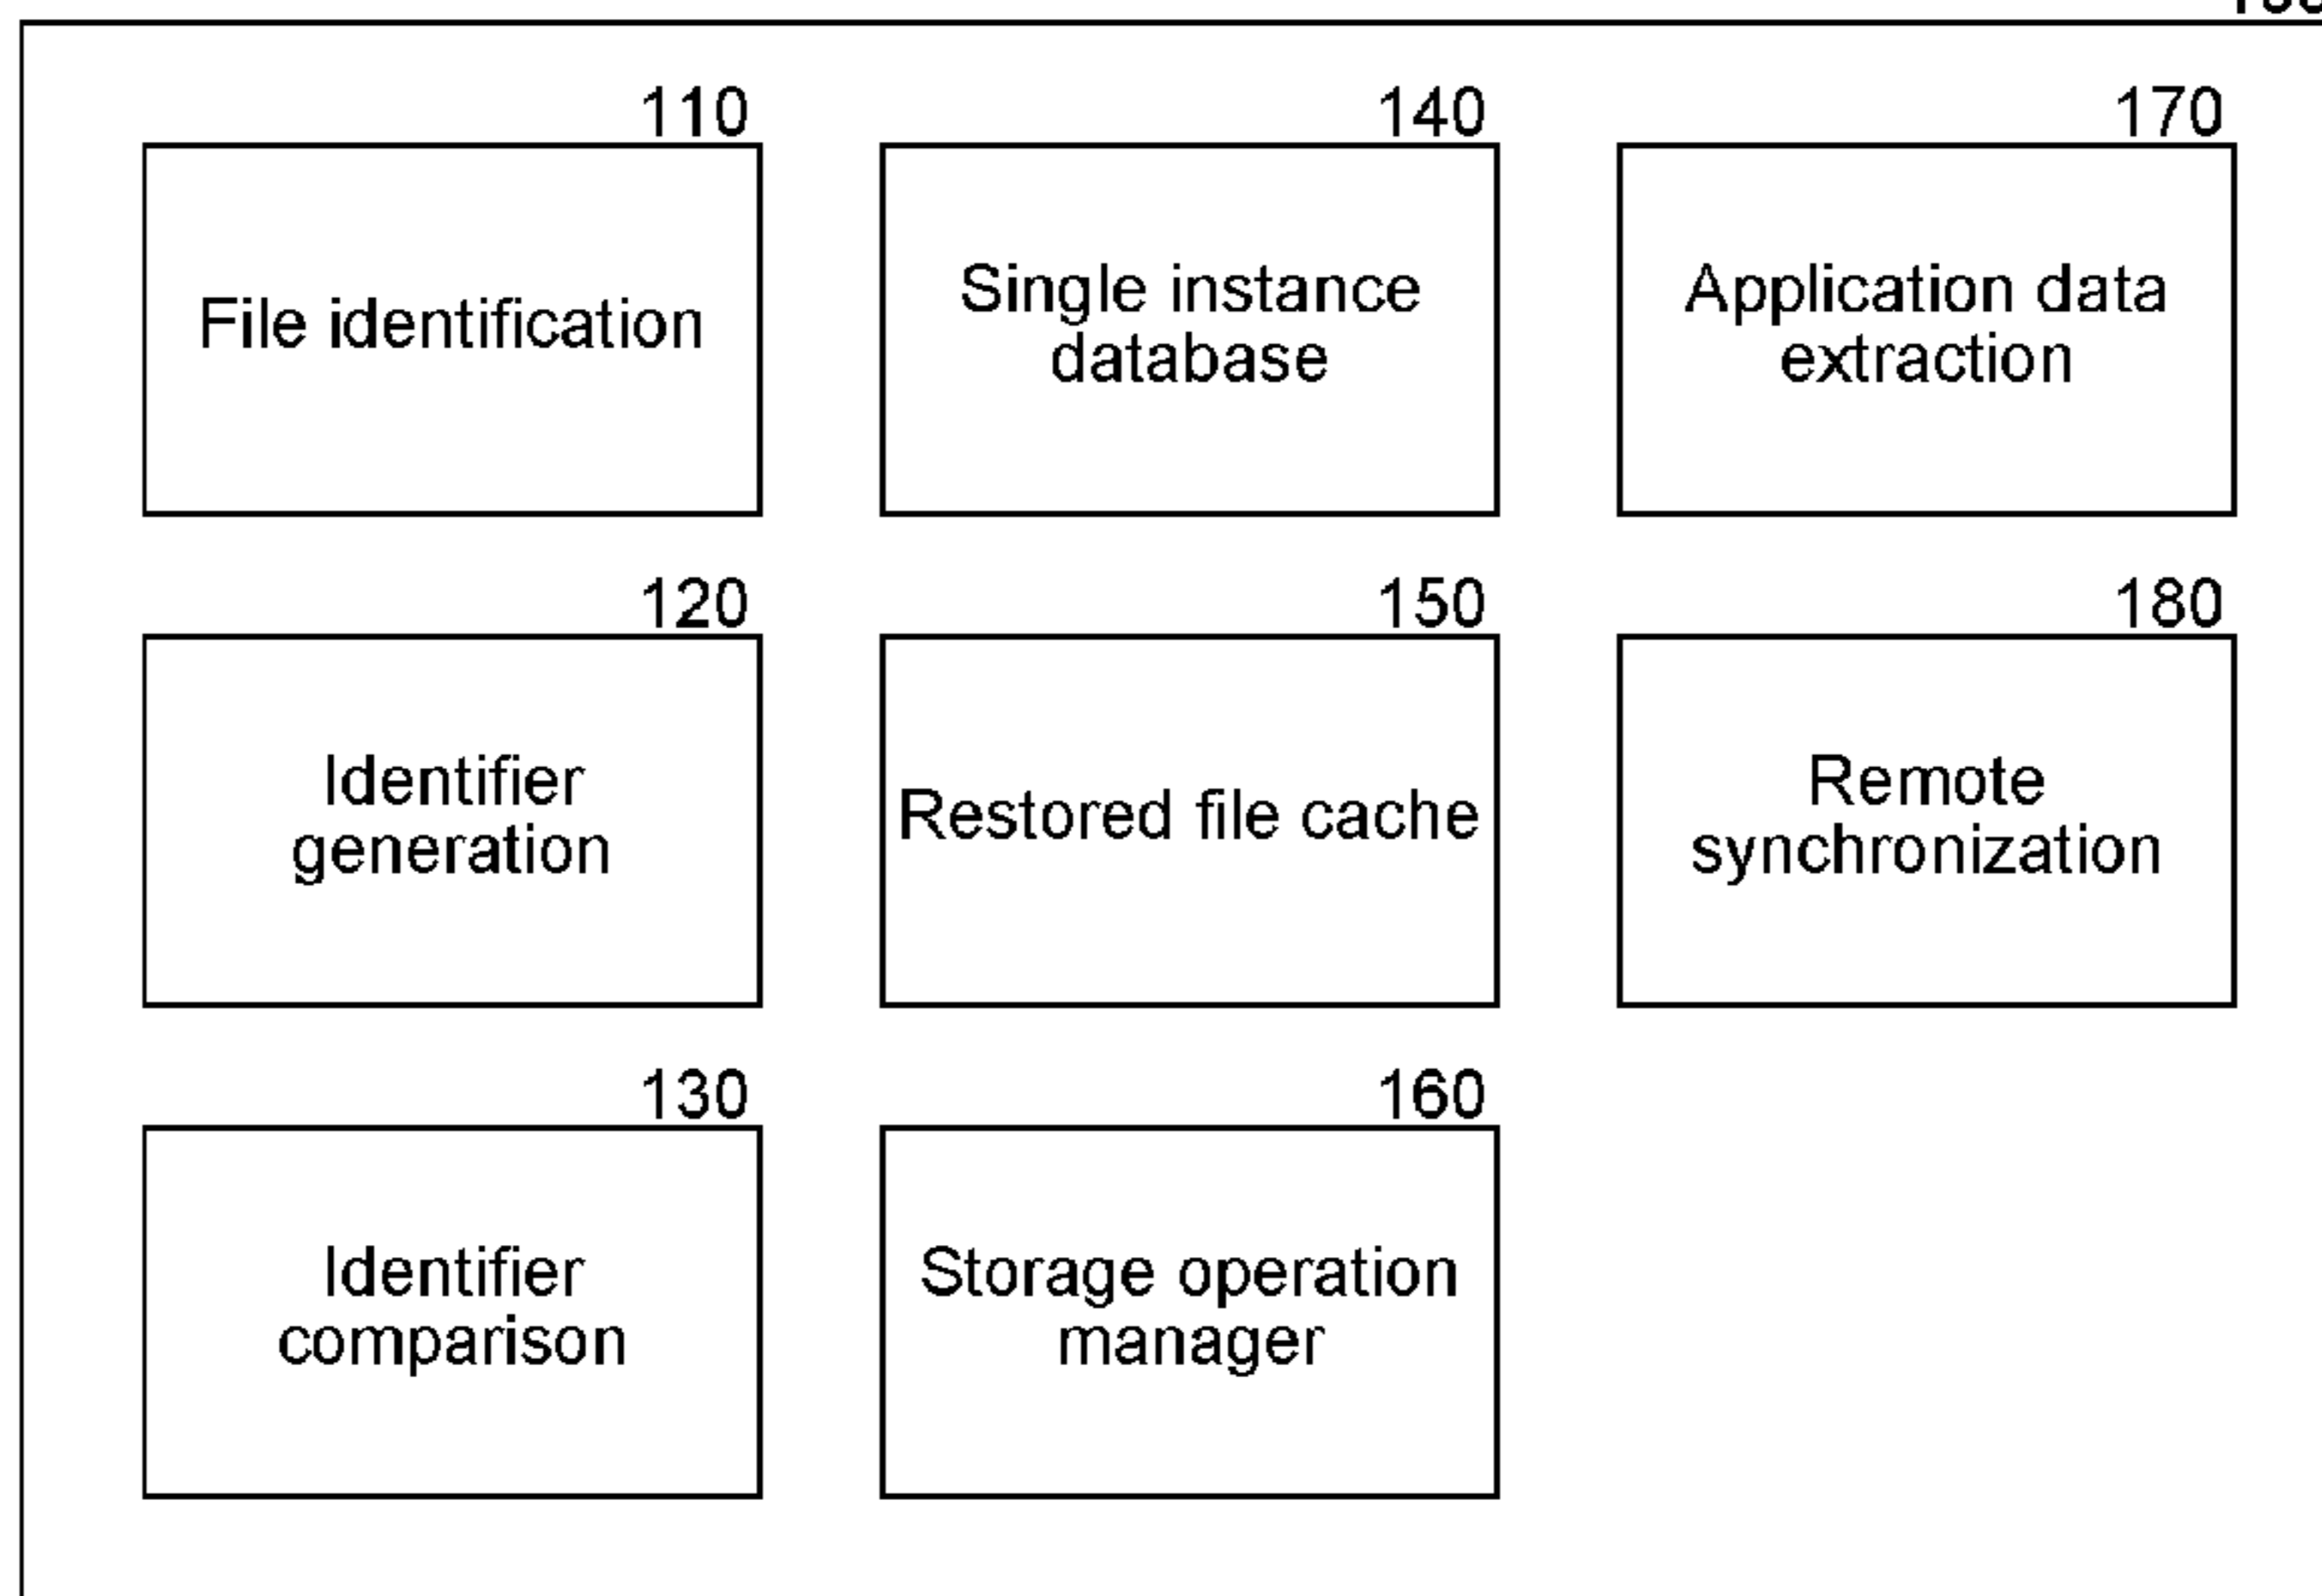 110
File identification
140
Single instance
database
170
Application data
extraction
120
Identifier
generation
150
Restored file cache
180
Remote
synchronization
130
Identifier
comparison
160
Storage operation
manager